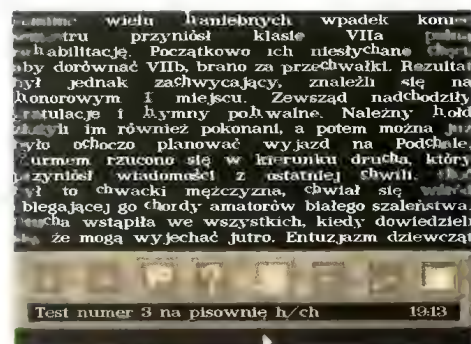 wielu haniebnych wpadek
przyniósł klasie VIIa
habilitację. Początkowo ich niesłychane
by dorównać VIIb, brano za przechwałki. Rezultat
był jednak zachwycający, znaleźli się na
honorowym I miejscu. Zewsząd nadchodziły
gratulacje i hymny pochwalne. Należny hołd
im również pokonani, a potem można
było ochoczo planować wyjazd na Podhale.
urmem rzucono się w kierunku drucha, który
przyniósł wiadomości z ostatniej chwili.
ył to chwacki mężczyzna, chwiał się
blegającej go chordy amatorów białego szaleństwa.
wstąpiła we wszystkich, kiedy dowiedzieli
że mogą wyjechać jutro. Entuzjazm dziewcząt
Test numer 3 na pisownię h/ch 19:13